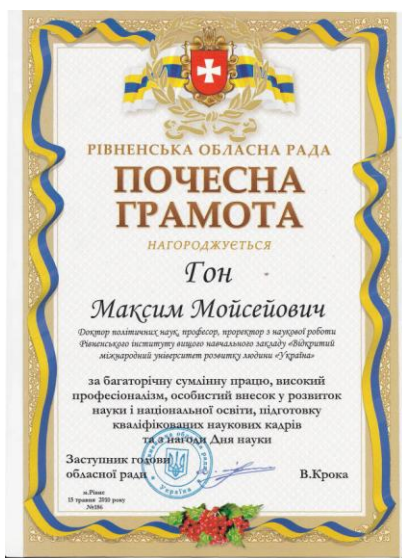 РІВНЕНСЬКА ОБЛАСНА РАДА
ПОЧЕСНА
ГРАМОТА
НАГОРОДЖУЄТЬСЯ
Гон
Максим Мойсейович
Доктор політичних наук, професор, проректор з наукової роботи
Рівненського інституту вищого навчального закладу «Відкритий
міжнародний університет розвитку людини «Україна»
за багаторічну сумлінну працю, високий
професіоналізм, особистий внесок у розвиток
науки і національної освіти, підготовку
кваліфікованих наукових кадрів
та з нагоди Дня науки
Заступник голови
обласної ради
В.Крока
м.Рівне
15 травня 2010 року
№186
Україна